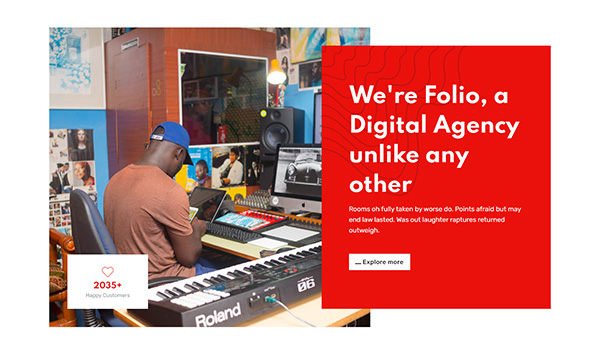 We're Folio, a
Digital Agency
unlike any
other
Rooms oh fully taken by worse do. Points afraid but may
end law lasted. Was out laughter raptures returned
outweigh.
Explore more
2035+
Happy Customers
Roland
06